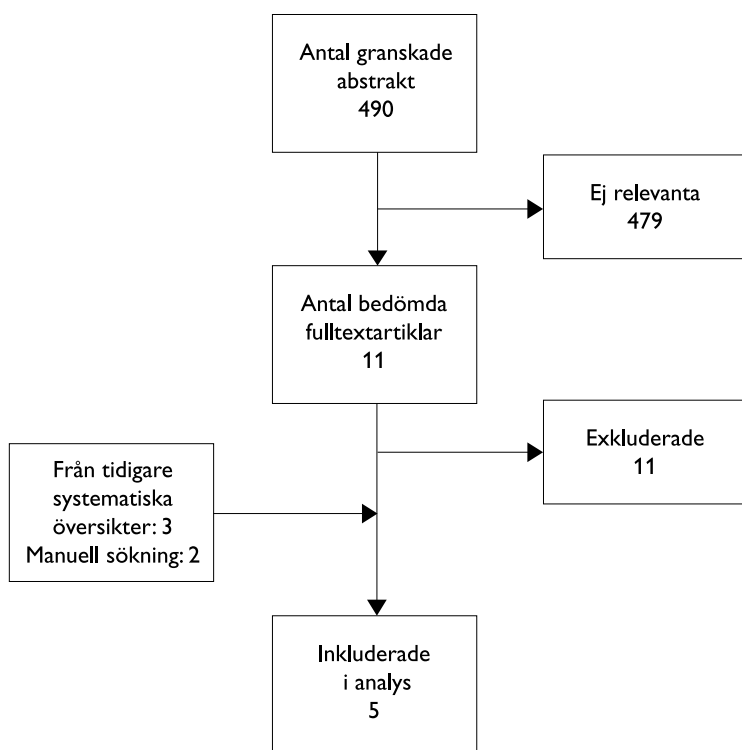 Antal granskade
abstrakt
490
Ej relevanta
479
Antal bedömda
fulltextartiklar
11
Exkluderade
11
Från tidigare
systematiska
översikter: 3
Manuell sökning: 2
Inkluderade
i analys
5